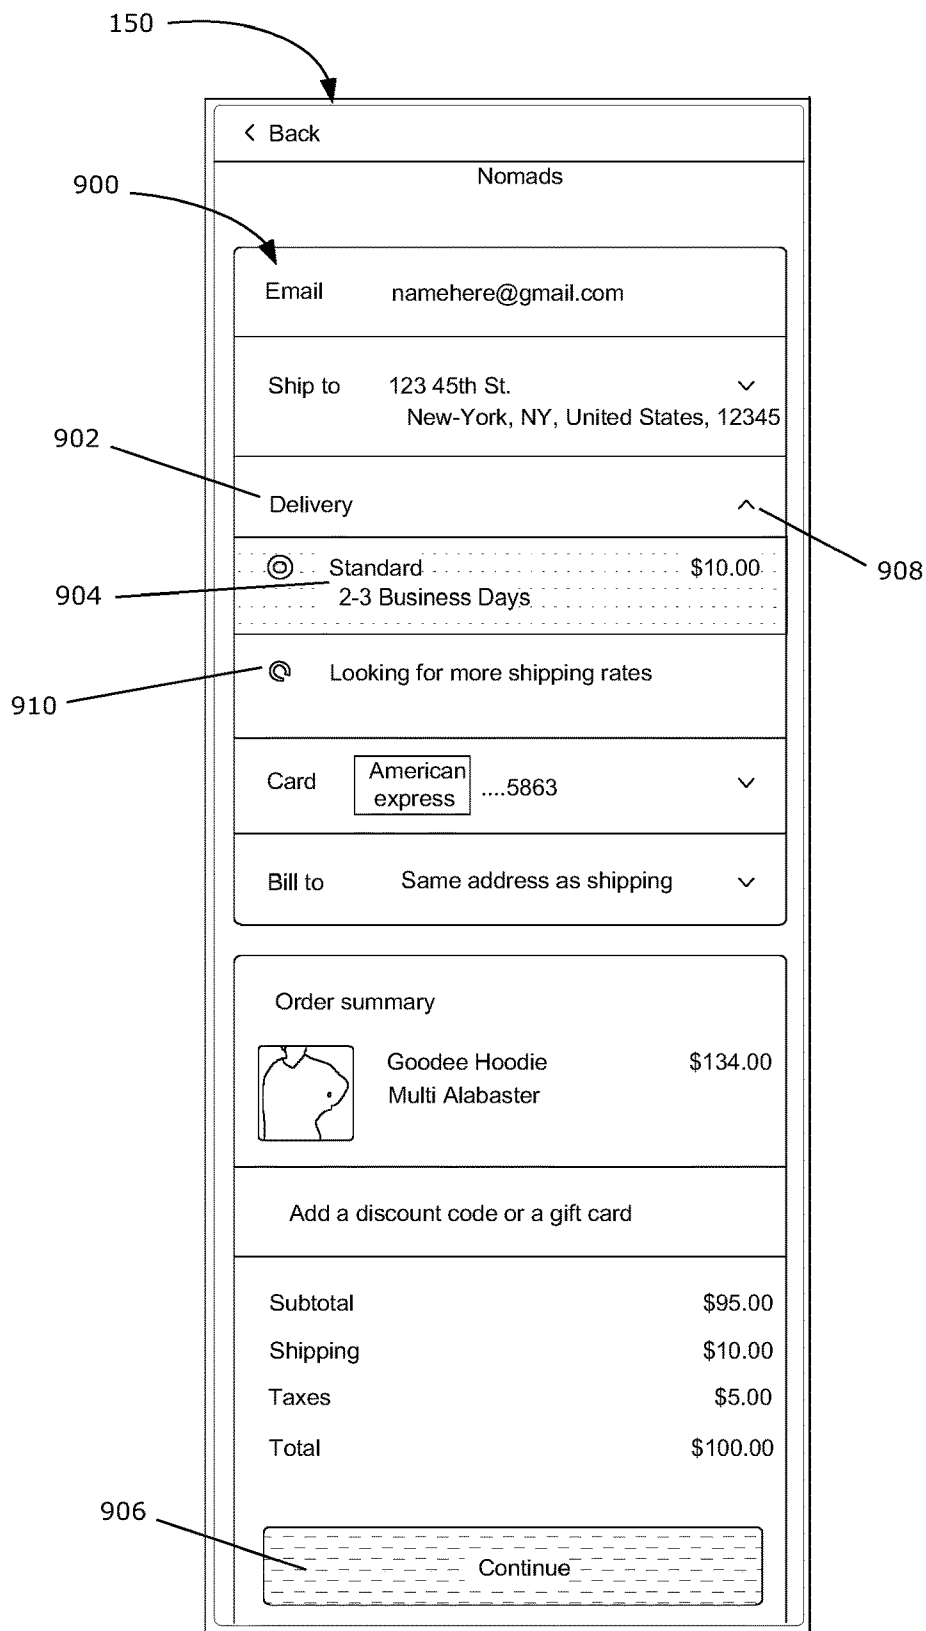 150
< Back
900
Nomads
Email namehere@gmail.com
Ship to 123 45th St.
New-York, NY, United States, 12345
902
Delivery
908
Standard $10.00
904
2-3 Business Days
910
Looking for more shipping rates
Card American express ....5863
Bill to Same address as shipping
Order summary
Goodee Hoodie $134.00
Multi Alabaster
Add a discount code or a gift card
Subtotal $95.00
Shipping $10.00
Taxes $5.00
Total $100.00
906
Continue